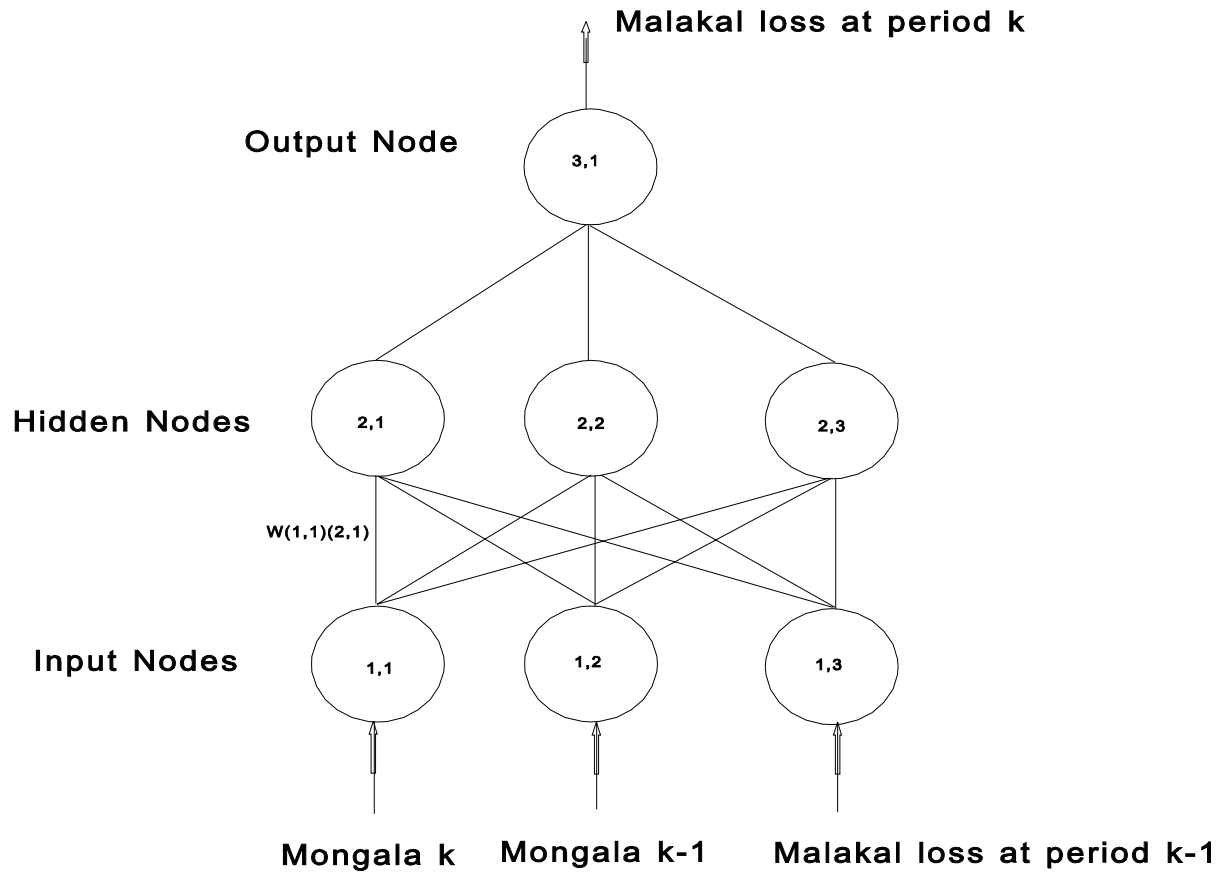 Malakal loss at period k
Output Node
3,1
Hidden Nodes
2,1
2,2
2,3
W(1,1)(2,1)
Input Nodes
1,1
1,2
1,3
Mongala k
Mongala k-1
Malakal loss at period k-1